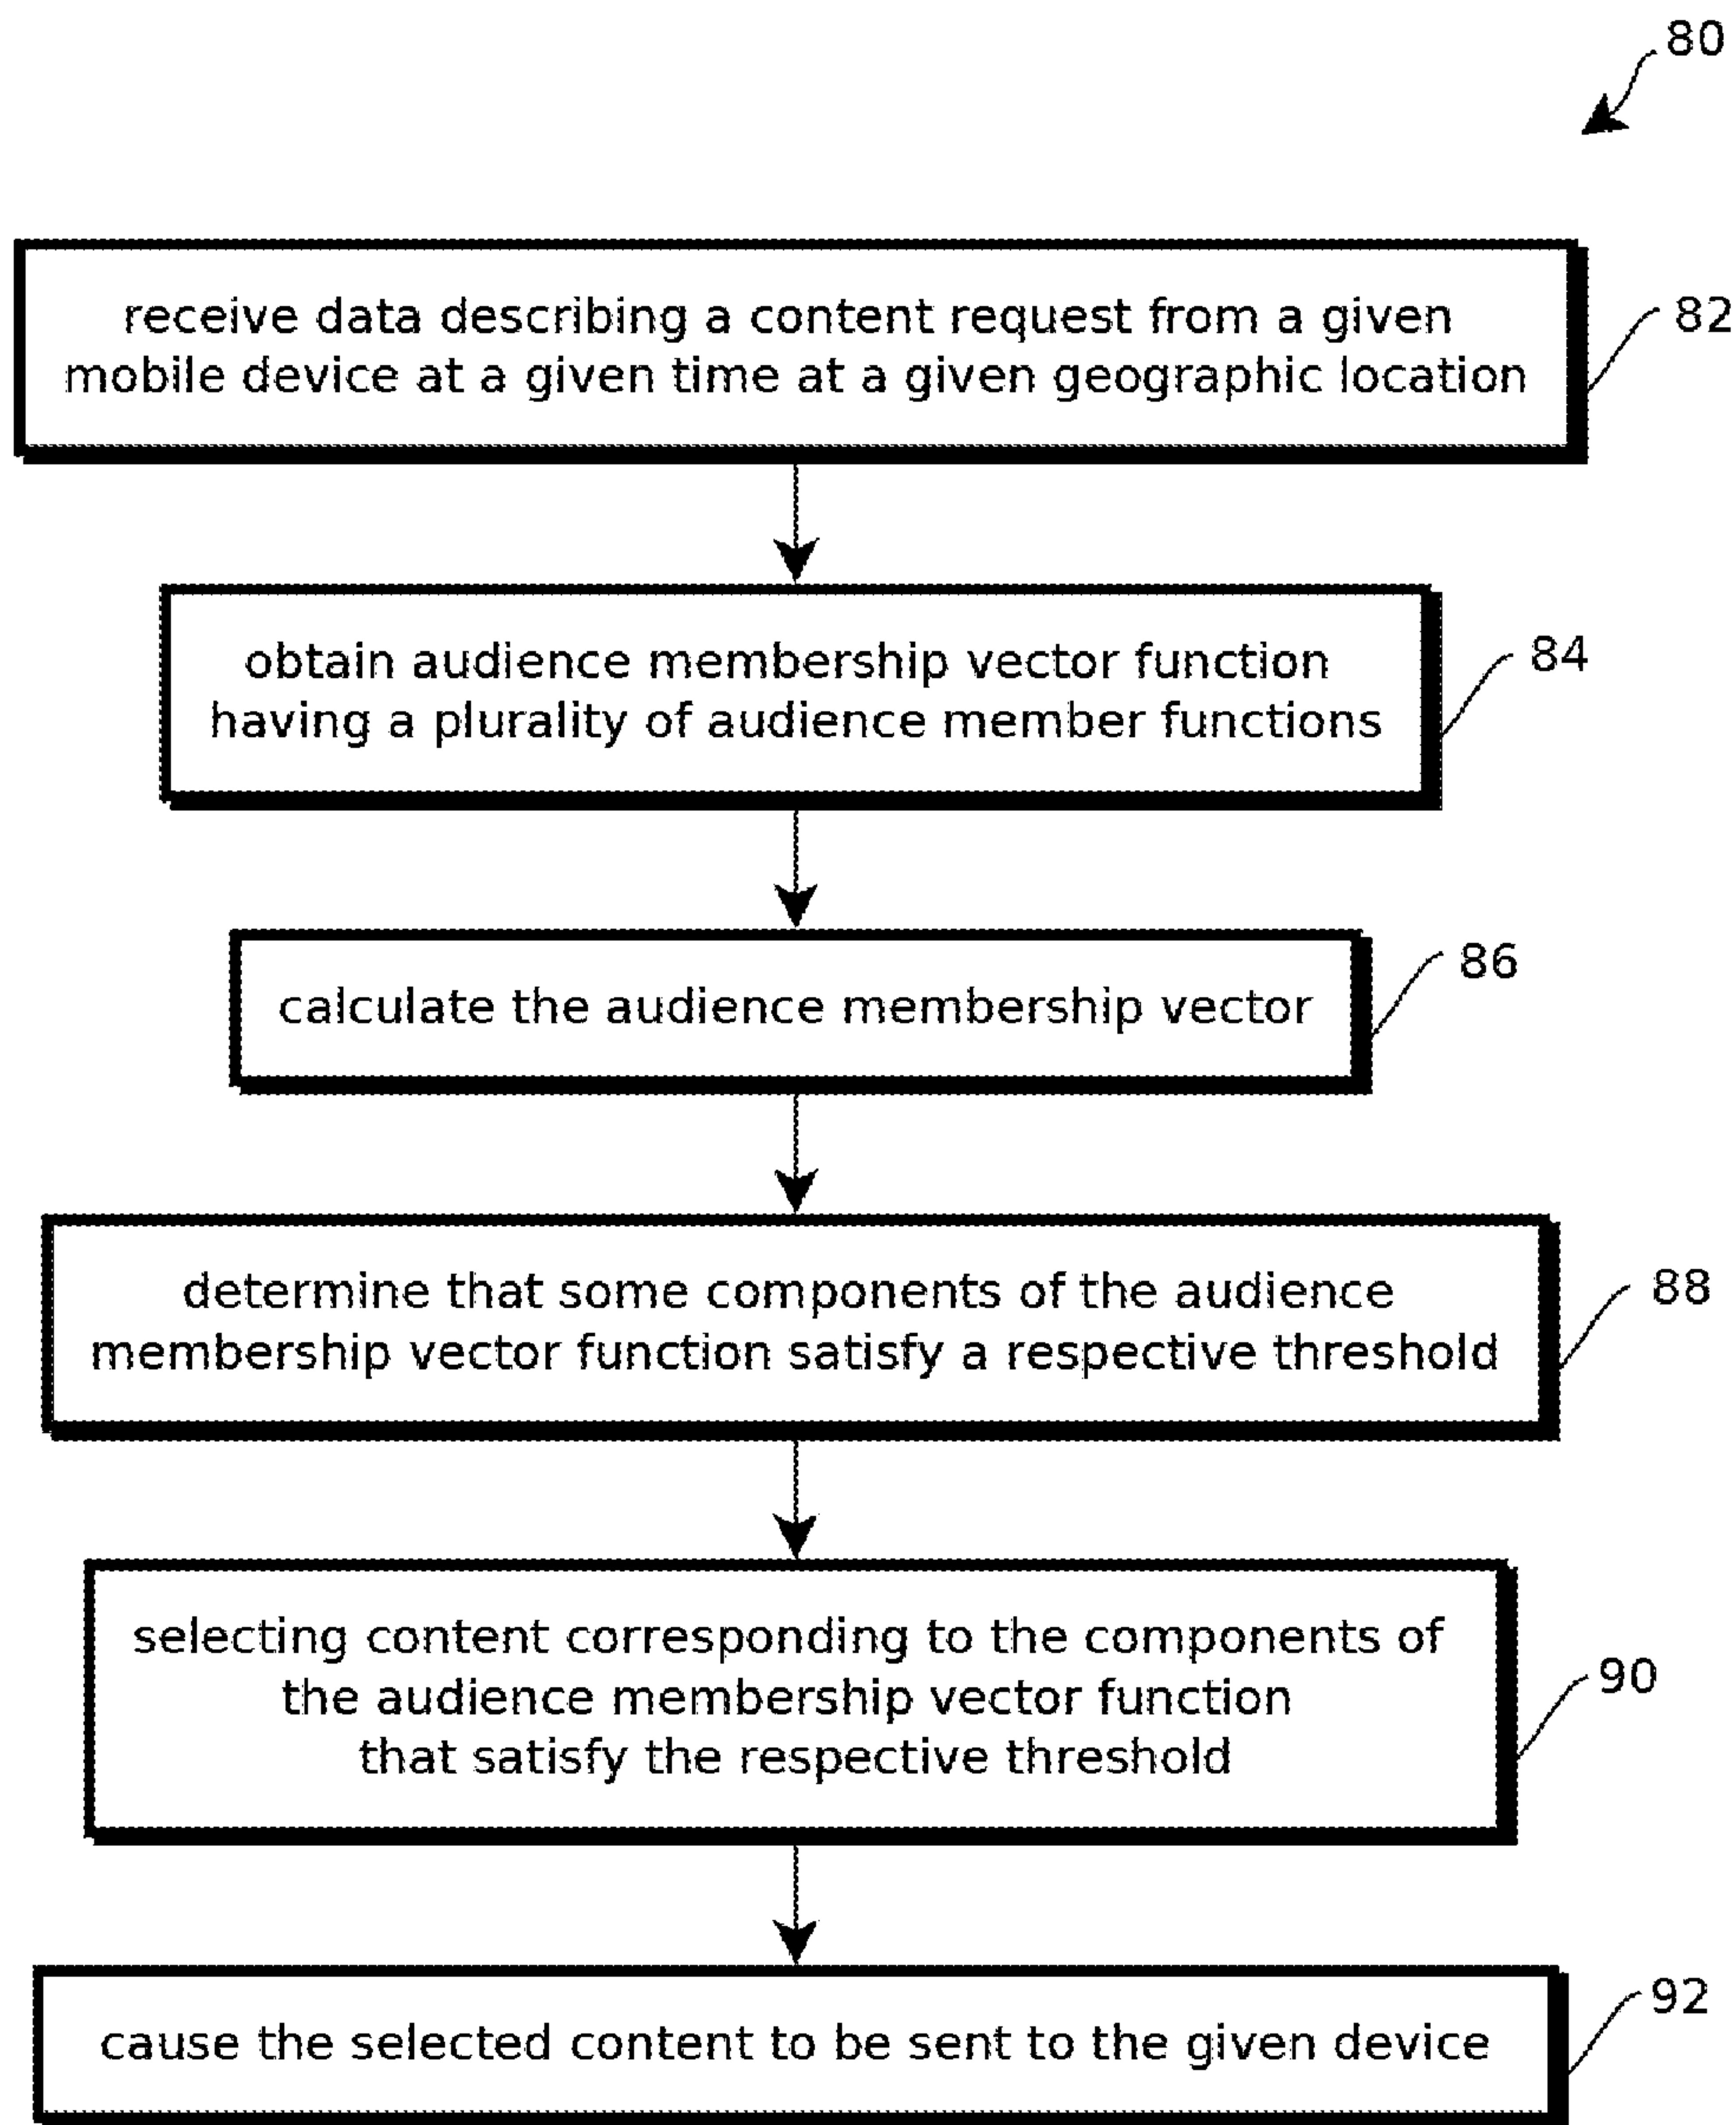 80
receive data describing a content request from a given
mobile device at a given time at a given geographic location
82
obtain audience membership vector function
having a plurality of audience member functions
84
calculate the audience membership vector
86
determine that some components of the audience
membership vector function satisfy a respective threshold
88
selecting content corresponding to the components of
the audience membership vector function
that satisfy the respective threshold
90
cause the selected content to be sent to the given device
92